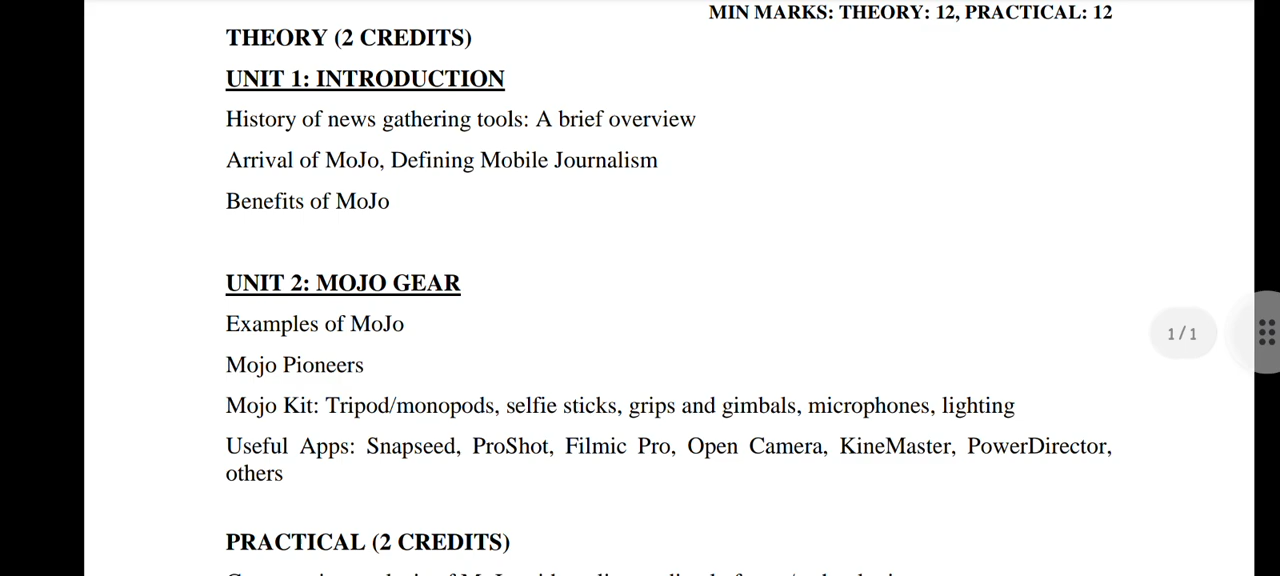 MIN MARKS: THEORY: 12, PRACTICAL: 12
THEORY (2 CREDITS)
UNIT 1: INTRODUCTION
History of news gathering tools: A brief overview
Arrival of MoJo, Defining Mobile Journalism
Benefits of MoJo
UNIT 2: MOJO GEAR
Examples of MoJo
Mojo Pioneers
1/1
Mojo Kit: Tripod/monopods, selfie sticks, grips and gimbals, microphones, lighting
Useful Apps: Snapseed, ProShot, Filmic Pro, Open Camera, KineMaster, PowerDirector,
others
PRACTICAL (2 CREDITS)